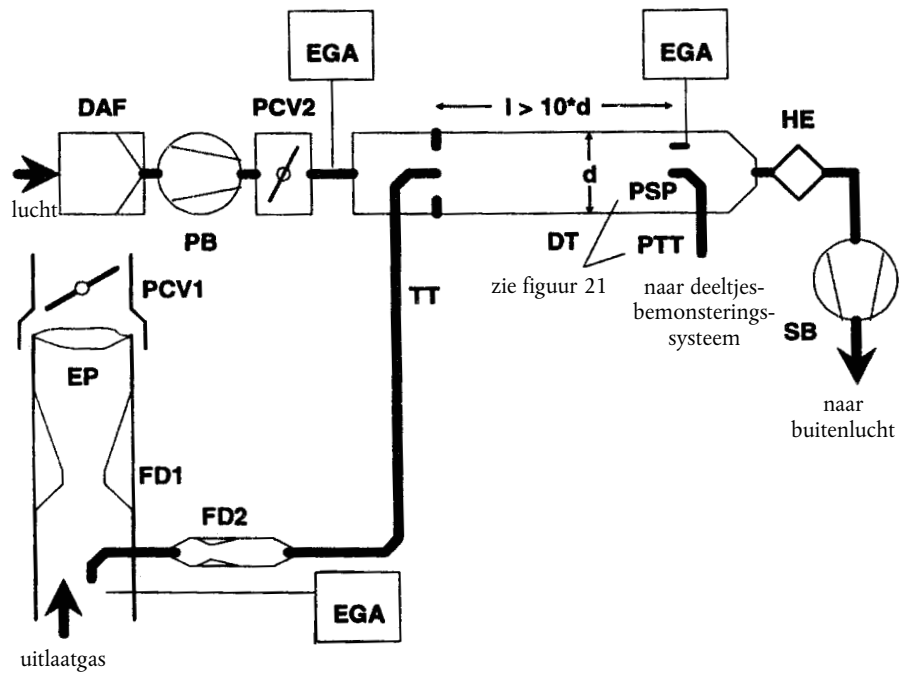 EGA
EGA
DAF
PCV2
l > 10*d
HE
lucht
d
PSP
PB
DT
PTT
PCV1
TT
zie figuur 21
naar deeltjes-
bemonsterings-
systeem
SB
EP
naar
buitenlucht
FD1
FD2
EGA
uitlaatgas